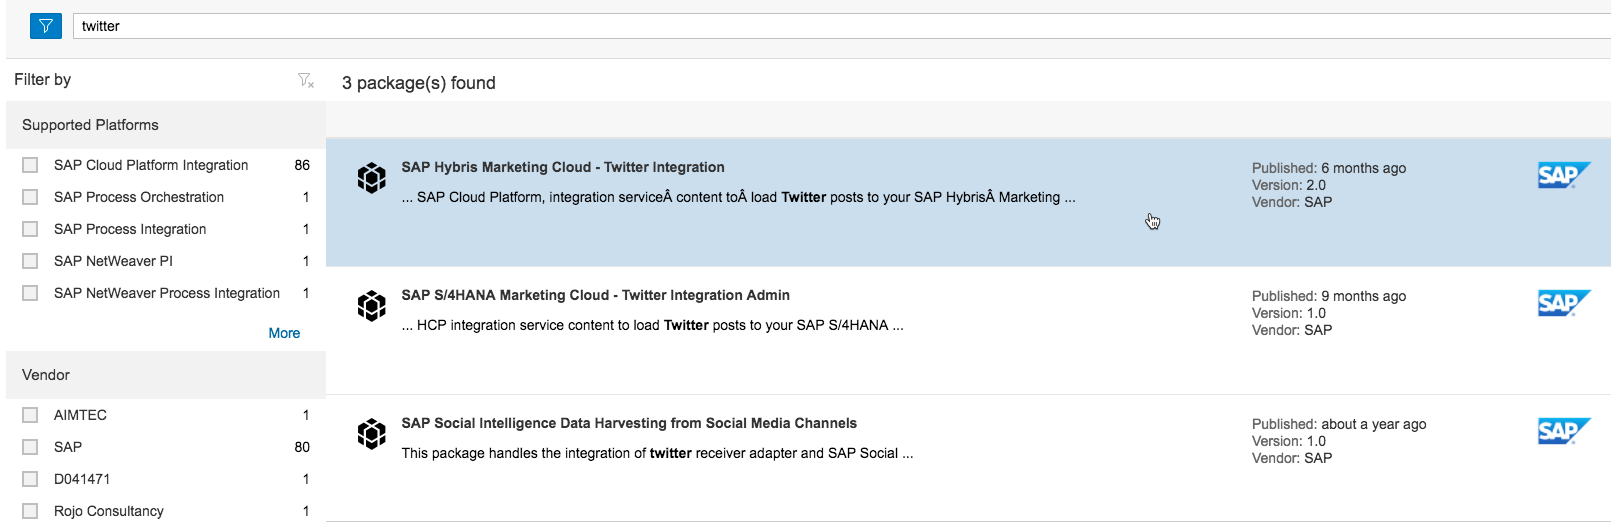 twitter
Filter by
3 package(s) found
Supported Platforms
SAP Cloud Platform Integration 86
SAP Process Orchestration 1
SAP Process Integration 1
SAP NetWeaver PI 1
SAP NetWeaver Process Integration 1
More
Vendor
AIMTEC 1
SAP 80
D041471 1
Rojo Consultancy 1
SAP Hybris Marketing Cloud - Twitter Integration
... SAP Cloud Platform, integration serviceÂ content toÂ load Twitter posts to your SAP HybrisÂ Marketing ...
Published: 6 months ago
Version: 2.0
Vendor: SAP
SAP
SAP S/4HANA Marketing Cloud - Twitter Integration Admin
... HCP integration service content to load Twitter posts to your SAP S/4HANA ...
Published: 9 months ago
Version: 1.0
Vendor: SAP
SAP
SAP Social Intelligence Data Harvesting from Social Media Channels
This package handles the integration of twitter receiver adapter and SAP Social ...
Published: about a year ago
Version: 1.0
Vendor: SAP
SAP